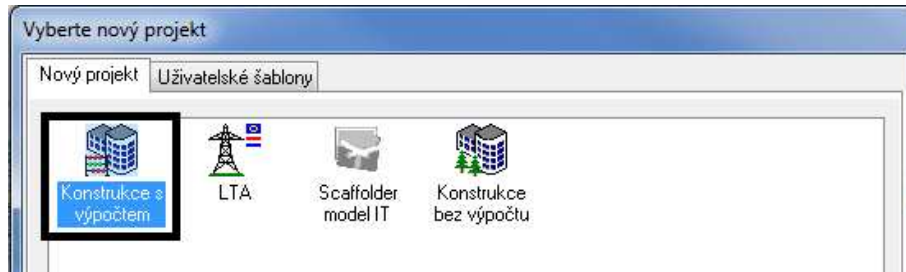 Vyberte nový projekt
Nový projekt Uživatelské šablony
Konstrukce s
výpočtem
LTA
Scaffolder
model IT
Konstrukce
bez výpočtu